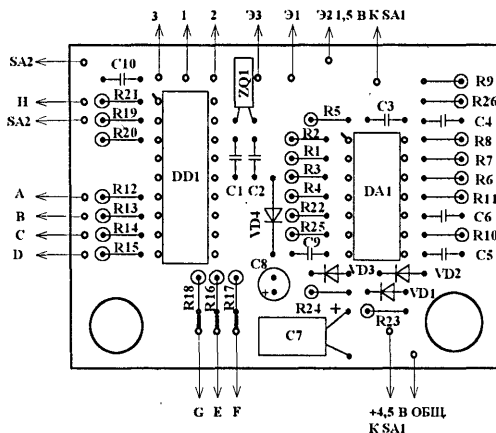 3 1 2 Э3 Э1 Э2 1,5 В К SA1
SA2
C10
ZQ1
R9
H
R21
R26
SA2
R19
R5
C3
C4
R20
R2
R8
DD1
R1
DA1
R7
C1
C2
R3
R6
A
R12
R4
R11
B
R13
VD4
R22
C6
C
R14
R25
R10
D
R15
C9
C5
C8
VD3
VD2
R18
R16
R17
+
VD1
R24
+
R23
C7
G E F
+4,5 В ОБЩ.
К SA1